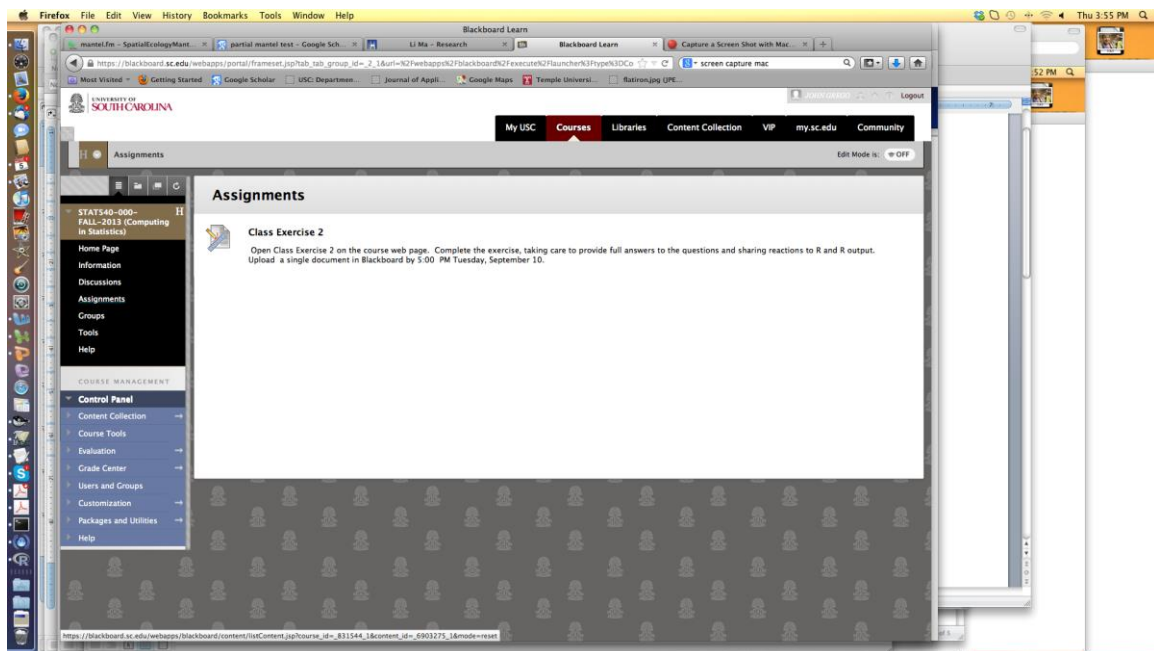 Firefox File Edit View History Bookmarks Tools Window Help
Thu 3:55 PM
Blackboard Learn
mantel.fm - SpatialEcologyMant...
partial mantel test - Google Sch...
Li Ma - Research
Blackboard Learn
Capture a Screen Shot with Mac...
https://blackboard.sc.edu/webapps/portal/frameset.jsp?tab_tab_group_id=_2_1&url=%2Fwebapps%2Fblackboard%2Fexecute%2Flauncher%3Ftype%3DCo
screen capture mac
Most Visited
Getting Started
Google Scholar
USC: Departmen...
Journal of Appli...
Google Maps
Temple Universi...
flatiron.jpg (JPE...
52 PM
UNIVERSITY OF
SOUTH CAROLINA
Logout
My USC Courses Libraries Content Collection VIP my.sc.edu Community
H Assignments
Edit Mode is: OFF
Assignments
STAT540-000-
FALL-2013 (Computing
in Statistics)
H
Home Page
Information
Discussions
Assignments
Groups
Tools
Help
Class Exercise 2
Open Class Exercise 2 on the course web page. Complete the exercise, taking care to provide full answers to the questions and sharing reactions to R and R output.
Upload a single document in Blackboard by 5:00 PM Tuesday, September 10.
COURSE MANAGEMENT
Control Panel
Content Collection
Course Tools
Evaluation
Grade Center
Users and Groups
Customization
Packages and Utilities
Help
https://blackboard.sc.edu/webapps/blackboard/content/listContent.jsp?course_id=_831544_1&content_id=_6903275_1&mode=reset